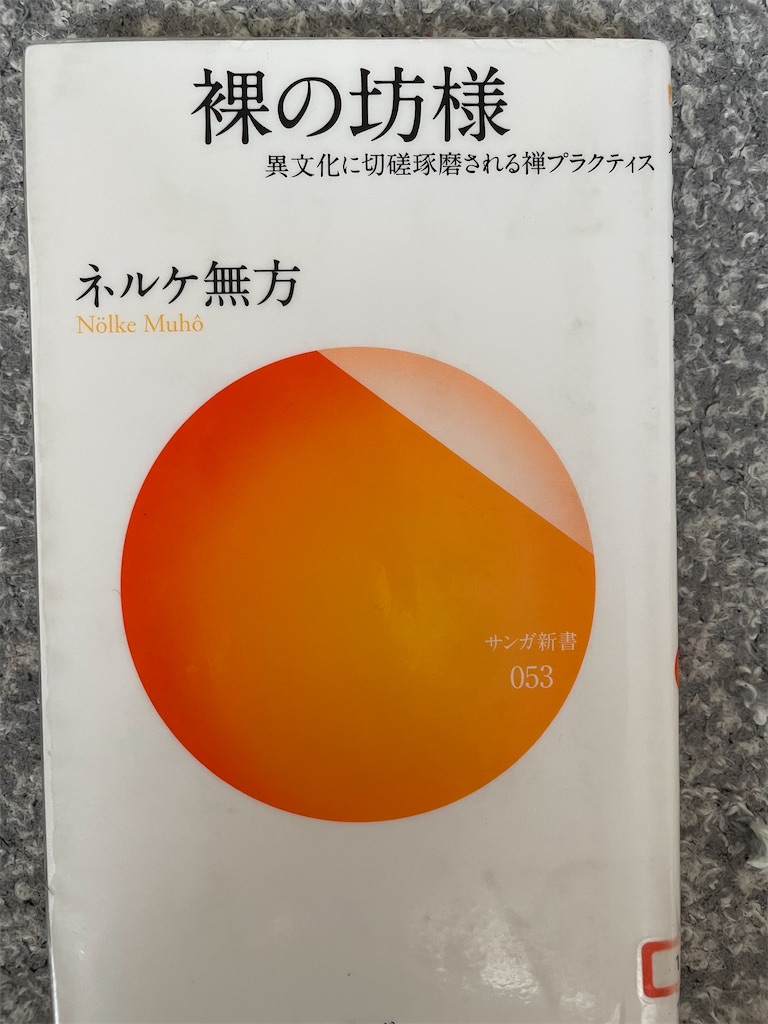 裸の坊様
異文化に切磋琢磨される禅プラクティス
ネルケ無方
Nölke Muhô
サンガ新書
053